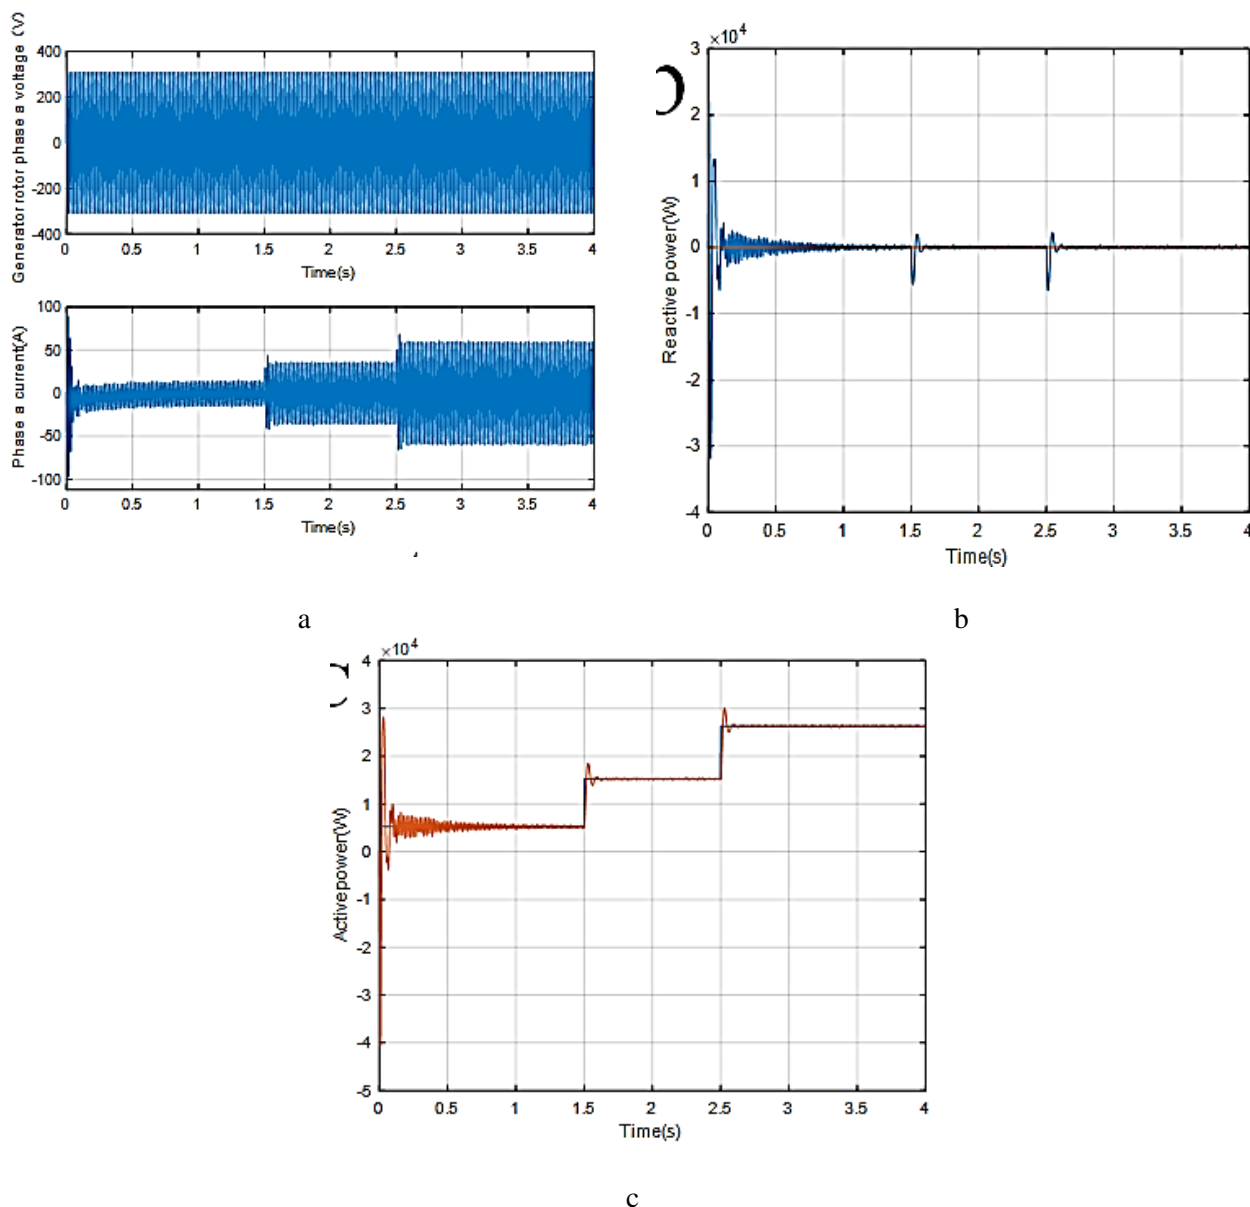 Generator rotor phase a voltage (V)
400
200
0
-200
-400
0 0.5 1 1.5 2 2.5 3 3.5 4
Time(s)
Phase a current(A)
100
50
0
-50
-100
0 0.5 1 1.5 2 2.5 3 3.5 4
Time(s)
a
×10⁴
Reactive power(W)
3
2
1
0
-1
-2
-3
-4
0 0.5 1 1.5 2 2.5 3 3.5 4
Time(s)
b
×10⁴
Activepower(W)
4
3
2
1
0
-1
-2
-3
-4
-5
0 0.5 1 1.5 2 2.5 3 3.5 4
Time(s)
c